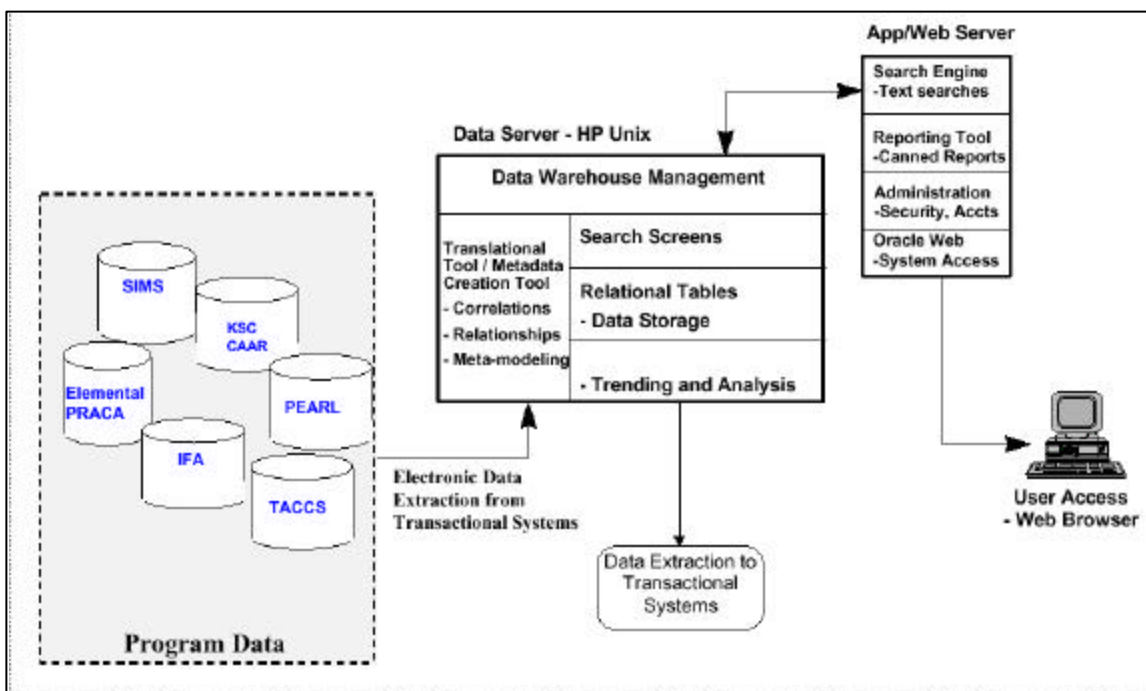 App/Web Server
Search Engine
-Text searches
Reporting Tool
-Canned Reports
Administration
-Security, Accts
Oracle Web
-System Access
Data Server - HP Unix
Data Warehouse Management
Translational
Tool / Metadata
Creation Tool
- Correlations
- Relationships
- Meta-modeling
Search Screens
Relational Tables
- Data Storage
- Trending and Analysis
SIMS
KSC
CAAR
Elemental
PRACA
PEARL
IFA
TACCS
Program Data
Electronic Data
Extraction from
Transactional Systems
Data Extraction to
Transactional
Systems
User Access
- Web Browser